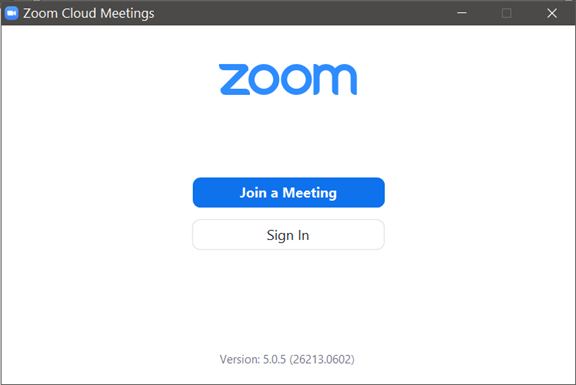 Zoom Cloud Meetings
zoom
Join a Meeting
Sign In
Version: 5.0.5 (26213.0602)